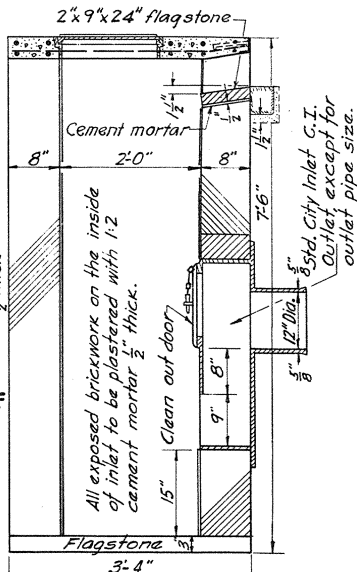 2"x9"x24" flagstone
1½"
Cement mortar
½"
1½"
8"
2'-0"
8"
7'-6"
All exposed brickwork on the inside
of inlet to be plastered with 1:2
cement mortar ½" thick.
Std. City Inlet C.I.
Outlet, except for
outlet pipe size.
Clean out door
5/8
12" Dia.
5/8
8"
9"
15"
Flagstone
3"
3'-4"